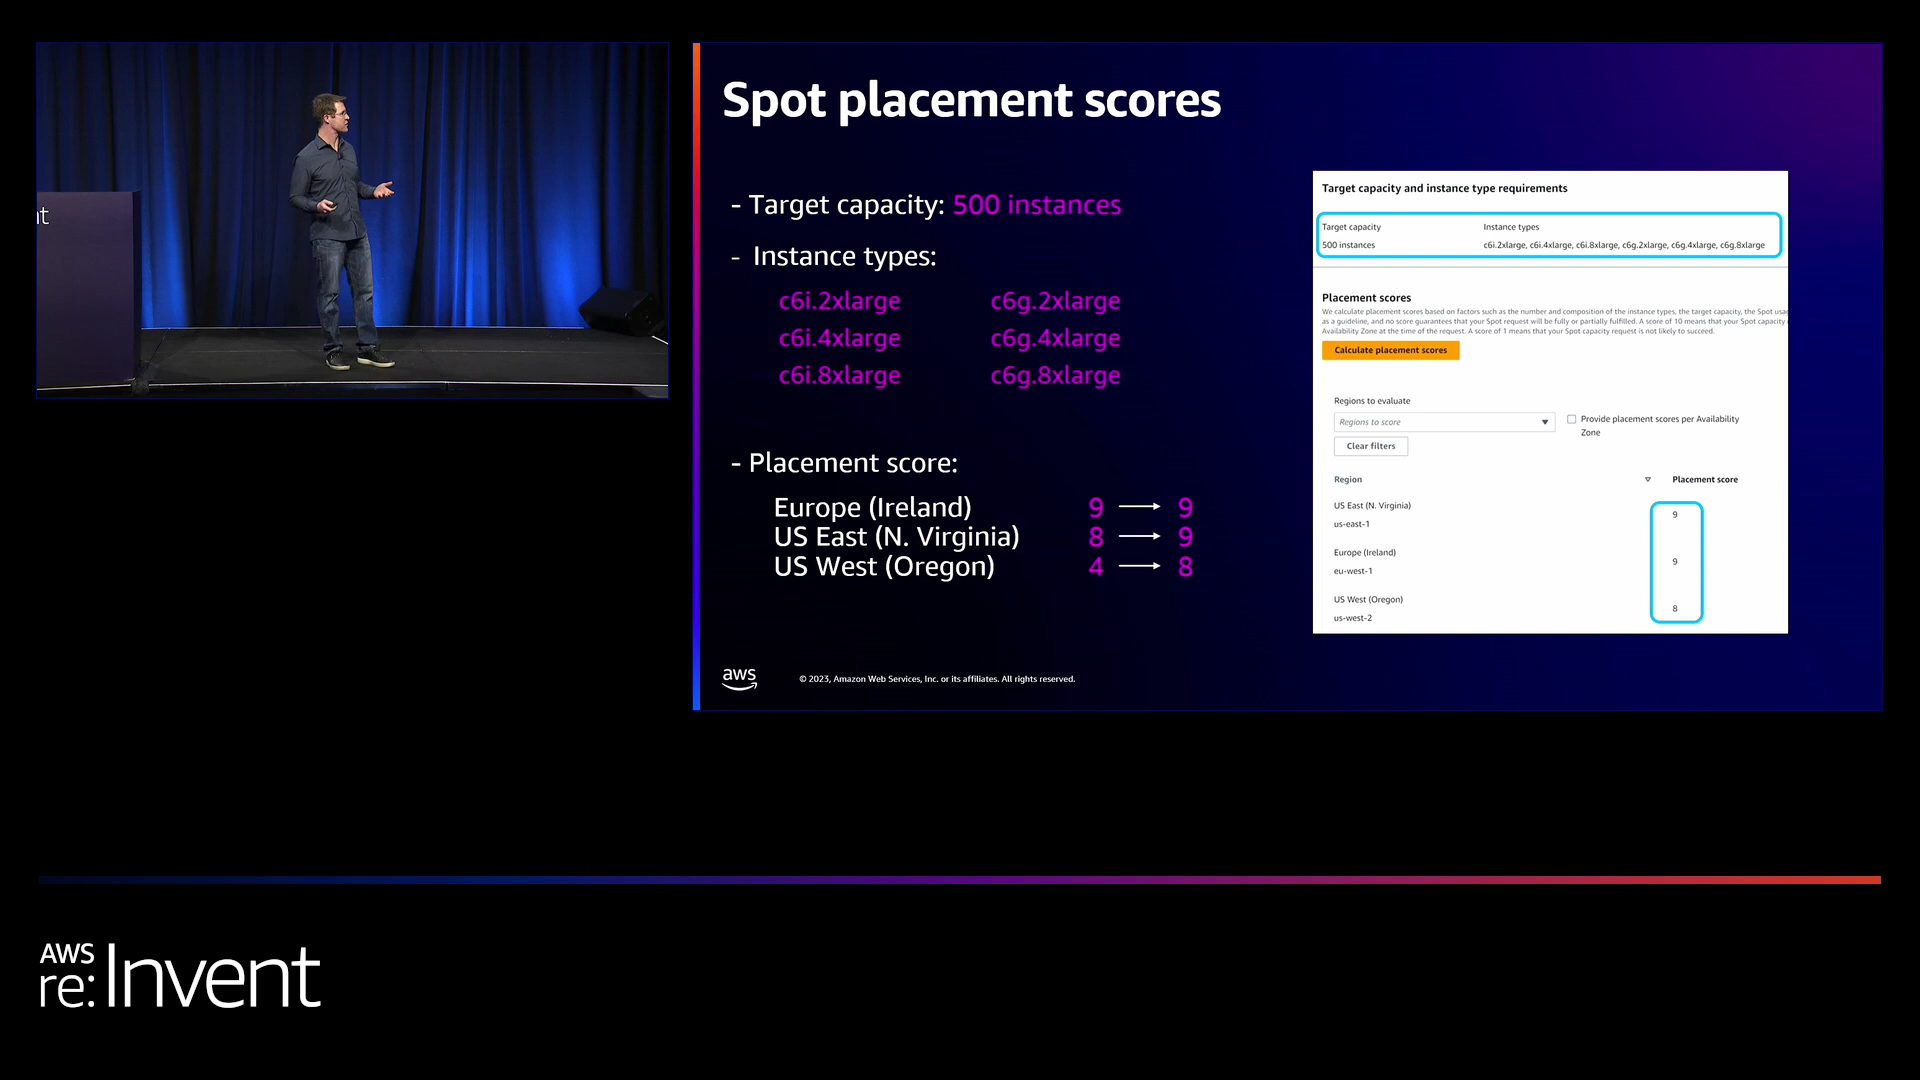 nt
Spot placement scores
- Target capacity: 500 instances
- Instance types:
c6i.2xlarge c6g.2xlarge
c6i.4xlarge c6g.4xlarge
c6i.8xlarge c6g.8xlarge
- Placement score:
Europe (Ireland) 9 → 9
US East (N. Virginia) 8 → 9
US West (Oregon) 4 → 8
aws
© 2023, Amazon Web Services, Inc. or its affiliates. All rights reserved.
Target capacity and instance type requirements
Target capacity Instance types
500 instances c6i.2xlarge, c6i.4xlarge, c6i.8xlarge, c6g.2xlarge, c6g.4xlarge, c6g.8xlarge
Placement scores
We calculate placement scores based on factors such as the number and composition of the instance types, the target capacity, the Spot usa
as a guideline, and no score guarantees that your Spot request will be fully or partially fulfilled. A score of 10 means that your Spot capacity
Availability Zone at the time of the request. A score of 1 means that your Spot capacity request is not likely to succeed.
Calculate placement scores
Regions to evaluate
Regions to score
Provide placement scores per Availability
Zone
Clear filters
Region Placement score
US East (N. Virginia)
us-east-1
9
Europe (Ireland)
eu-west-1
9
US West (Oregon)
us-west-2
8
AWS
re:Invent